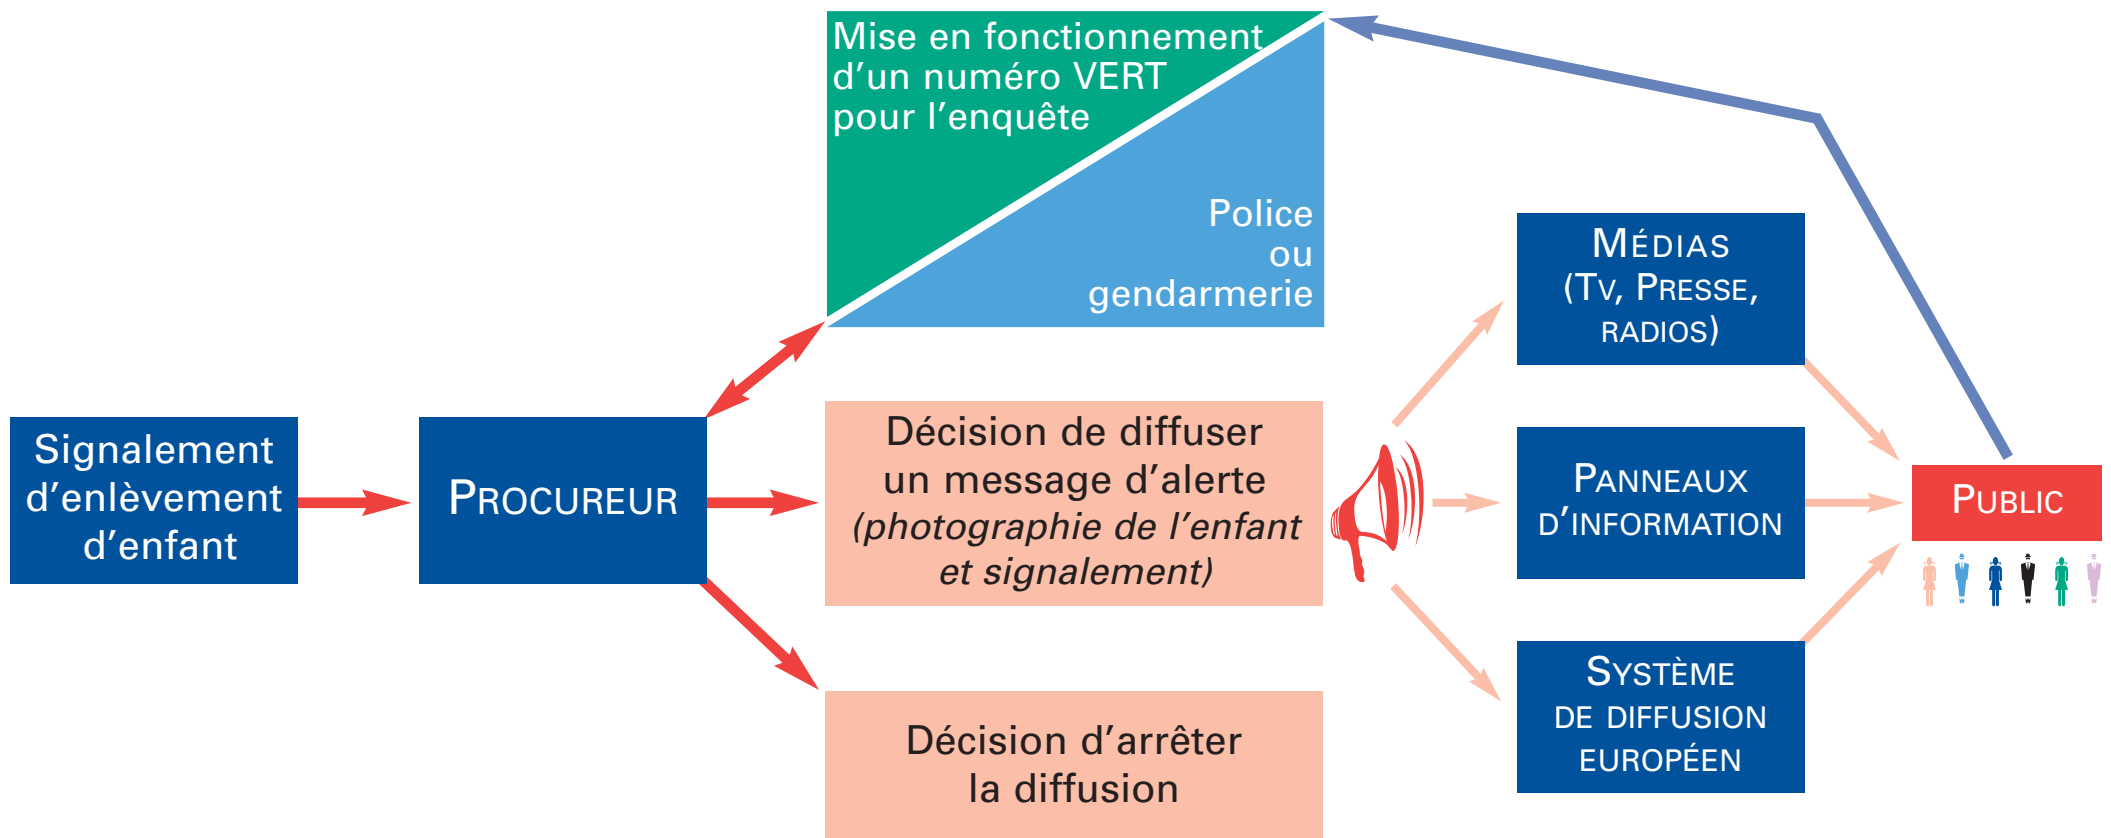 Mise en fonctionnement
d'un numéro VERT
pour l'enquête
Police
ou
gendarmerie
Signalement
d'enlèvement
d'enfant
PROCUREUR
Décision de diffuser
un message d'alerte
(photographie de l'enfant
et signalement)
Décision d'arrêter
la diffusion
MÉDIAS
(TV, PRESSE,
RADIOS)
PANNEAUX
D'INFORMATION
SYSTÈME
DE DIFFUSION
EUROPÉEN
PUBLIC